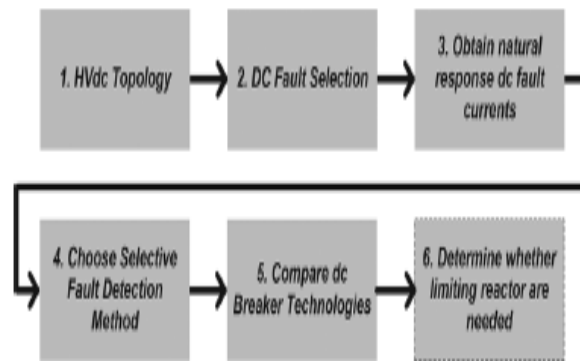 1. HVdc Topology
2. DC Fault Selection
3. Obtain natural
response dc fault
currents
4. Choose Selective
Fault Detection
Method
5. Compare dc
Breaker Technologies
6. Determine whether
limiting reactor are
needed